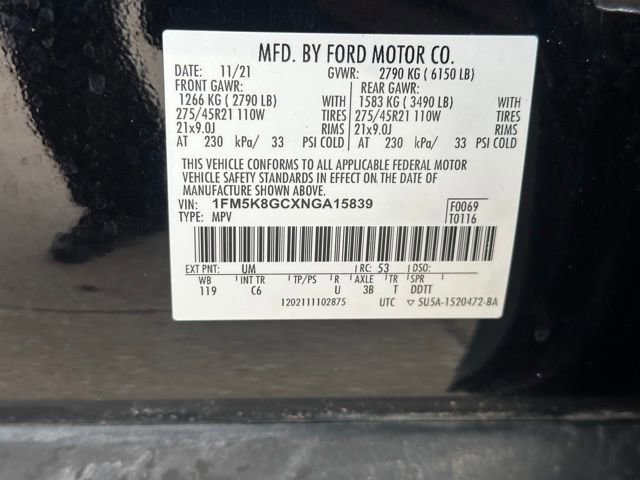 MFD. BY FORD MOTOR CO.
DATE: 11/21 GVWR: 2790 KG ( 6150 LB)
FRONT GAWR: REAR GAWR:
1266 KG ( 2790 LB) WITH 1583 KG ( 3490 LB) WITH
275/45R21 110W TIRES 275/45R21 110W TIRES
21x9.0J RIMS 21x9.0J RIMS
AT 230 kPa/ 33 PSI COLD AT 230 kPa/ 33 PSI COLD
THIS VEHICLE CONFORMS TO ALL APPLICABLE FEDERAL MOTOR
VEHICLE SAFETY STANDARDS IN EFFECT ON THE DATE OF
MANUFACTURE SHOWN ABOVE.
VIN: 1FM5K8GCXNGA15839 F0069
TYPE: MPV T0116
EXT PNT: UM RC: 53 DSO:
WB INT TR TP/PS R AXLE TR SPR
119 C6 U 3B T DDTT
1202111102875 UTC ▽ 5U5A-1520472-BA